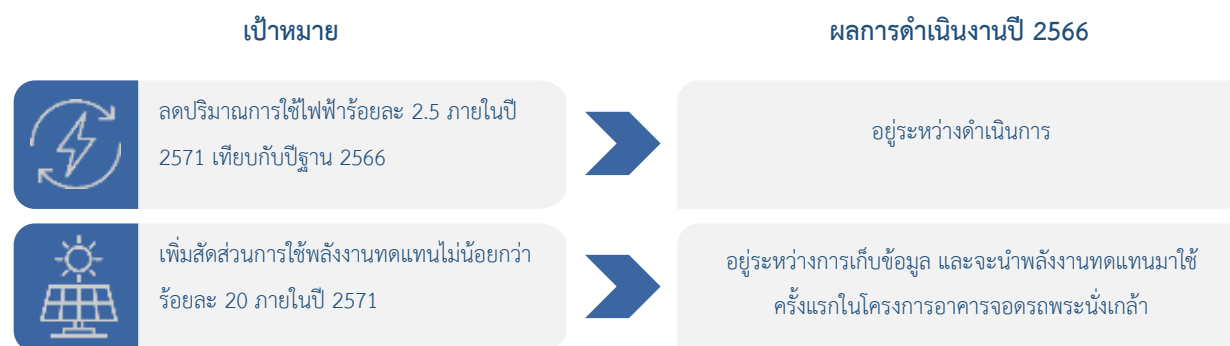 เป้าหมาย
ผลการดำเนินงานปี 2566
ลดปริมาณการใช้ไฟฟ้าร้อยละ 2.5 ภายในปี
2571 เทียบกับปีฐาน 2566
อยู่ระหว่างดำเนินการ
เพิ่มสัดส่วนการใช้พลังงานทดแทนไม่น้อยกว่า
ร้อยละ 20 ภายในปี 2571
อยู่ระหว่างการเก็บข้อมูล และจะนำพลังงานทดแทนมาใช้
ครั้งแรกในโครงการอาคารจอดรถพระนั่งเกล้า